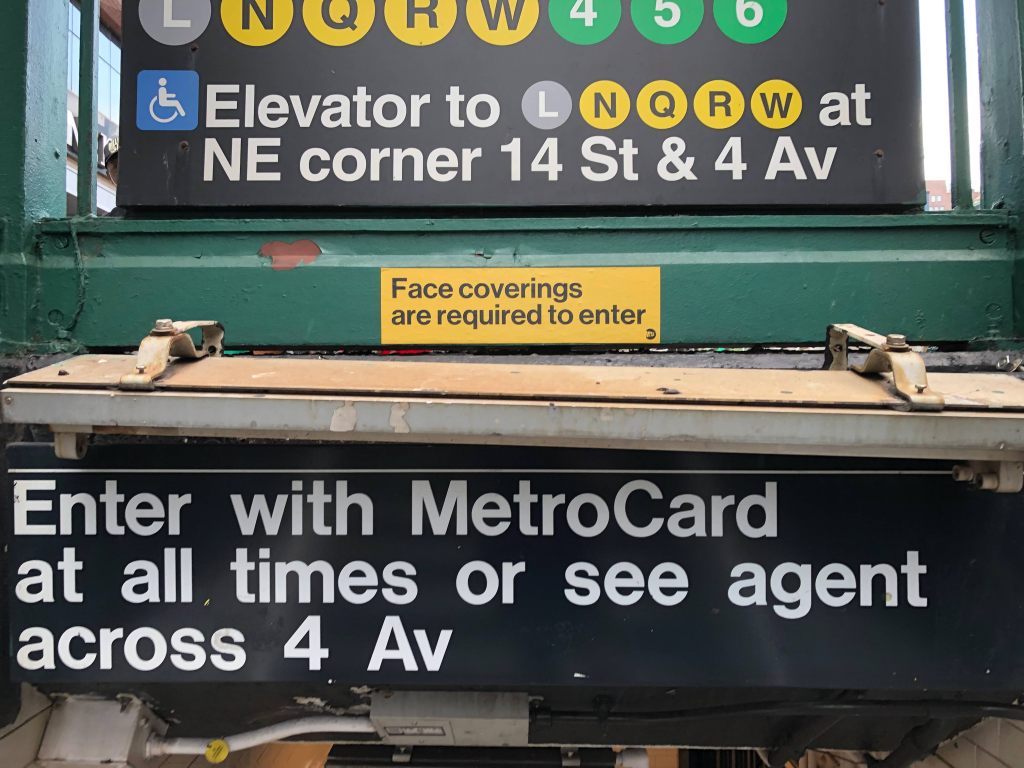 L N Q R W 4 5 6
Elevator to L N Q R W at
NE corner 14 St & 4 Av
Face coverings
are required to enter
Enter with MetroCard
at all times or see agent
across 4 Av